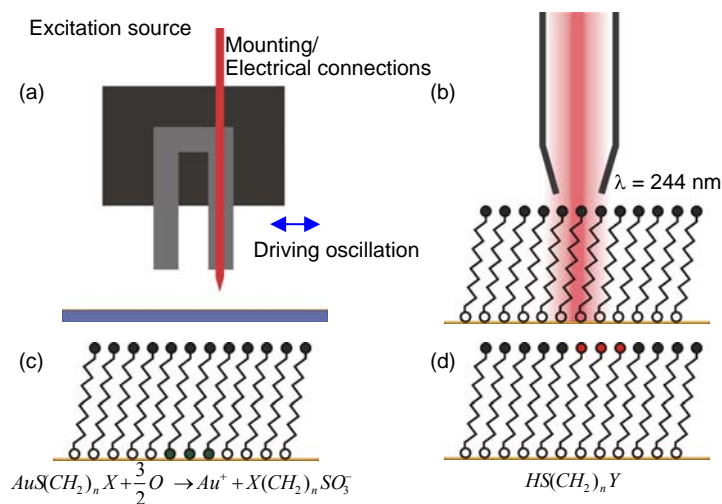 Excitation source
Mounting/
Electrical connections
(a)
(b)
λ = 244 nm
Driving oscillation
(c)
(d)
AuS(CH₂)ₙX + 3/2 O → Au⁺ + X(CH₂)ₙSO₃⁻
HS(CH₂)ₙY